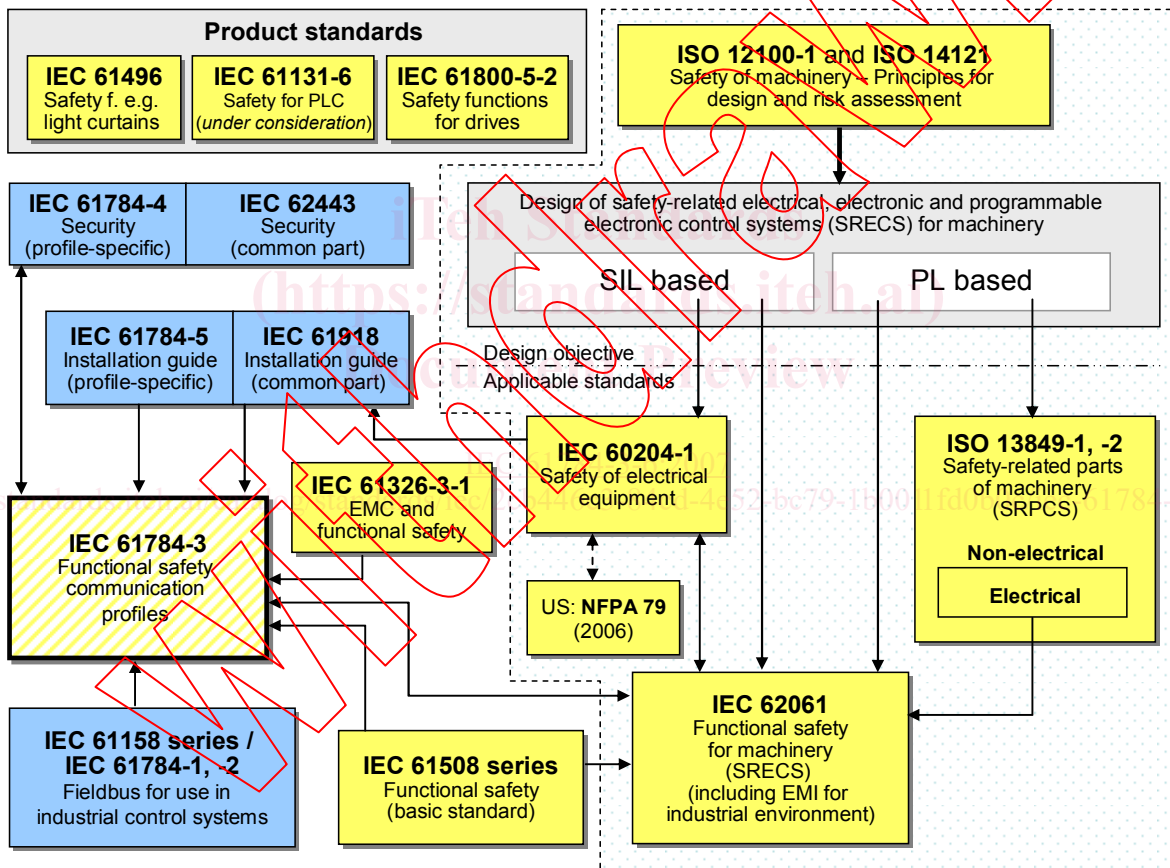 Product standards
IEC 61496
Safety f. e.g.
light curtains
IEC 61131-6
Safety for PLC
(under consideration)
IEC 61800-5-2
Safety functions
for drives
ISO 12100-1 and ISO 14121
Safety of machinery – Principles for
design and risk assessment
IEC 61784-4
Security
(profile-specific)
IEC 62443
Security
(common part)
Design of safety-related electrical, electronic and programmable
electronic control systems (SRECS) for machinery
SIL based
PL based
iTeh Standards
(https://standards.iteh.ai)
Document Preview
IEC 61784-5
Installation guide
(profile-specific)
IEC 61918
Installation guide
(common part)
Design objective
Applicable standards
IEC 60204-1
Safety of electrical
equipment
ISO 13849-1, -2
Safety-related parts
of machinery
(SRPCS)
Non-electrical
Electrical
IEC 61326-3-1
EMC and
functional safety
IEC 61784-3
Functional safety
communication
profiles
US: NFPA 79
(2006)
IEC 61158 series /
IEC 61784-1, -2
Fieldbus for use in
industrial control systems
IEC 61508 series
Functional safety
(basic standard)
IEC 62061
Functional safety
for machinery
(SRECS)
(including EMI for
industrial environment)